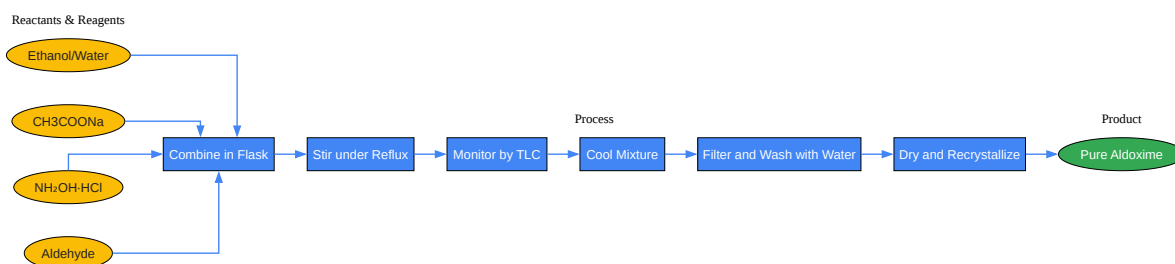 Reactants & Reagents
Ethanol/Water
CH3COONa
NH₂OH·HCl
Aldehyde
Process
Combine in Flask
Stir under Reflux
Monitor by TLC
Cool Mixture
Filter and Wash with Water
Dry and Recrystallize
Product
Pure Aldoxime